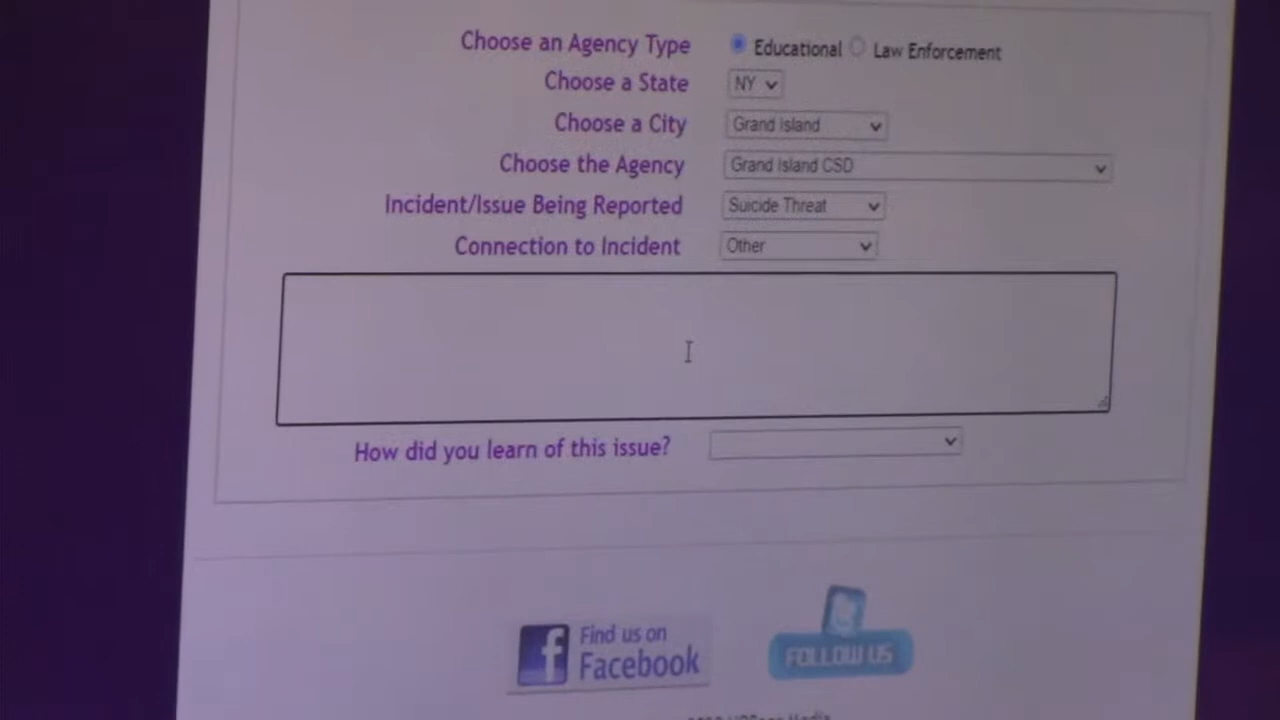 Choose an Agency Type Educational Law Enforcement
Choose a State NY
Choose a City Grand Island
Choose the Agency Grand Island CSD
Incident/Issue Being Reported Suicide Threat
Connection to Incident Other
How did you learn of this issue?
Find us on
Facebook
FOLLOW US
Media